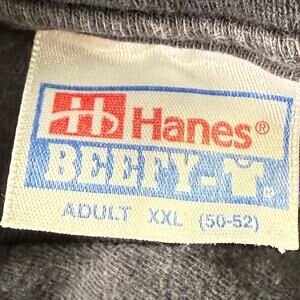 Hanes®
BEEFY-T®
ADULT XXL (50-52)